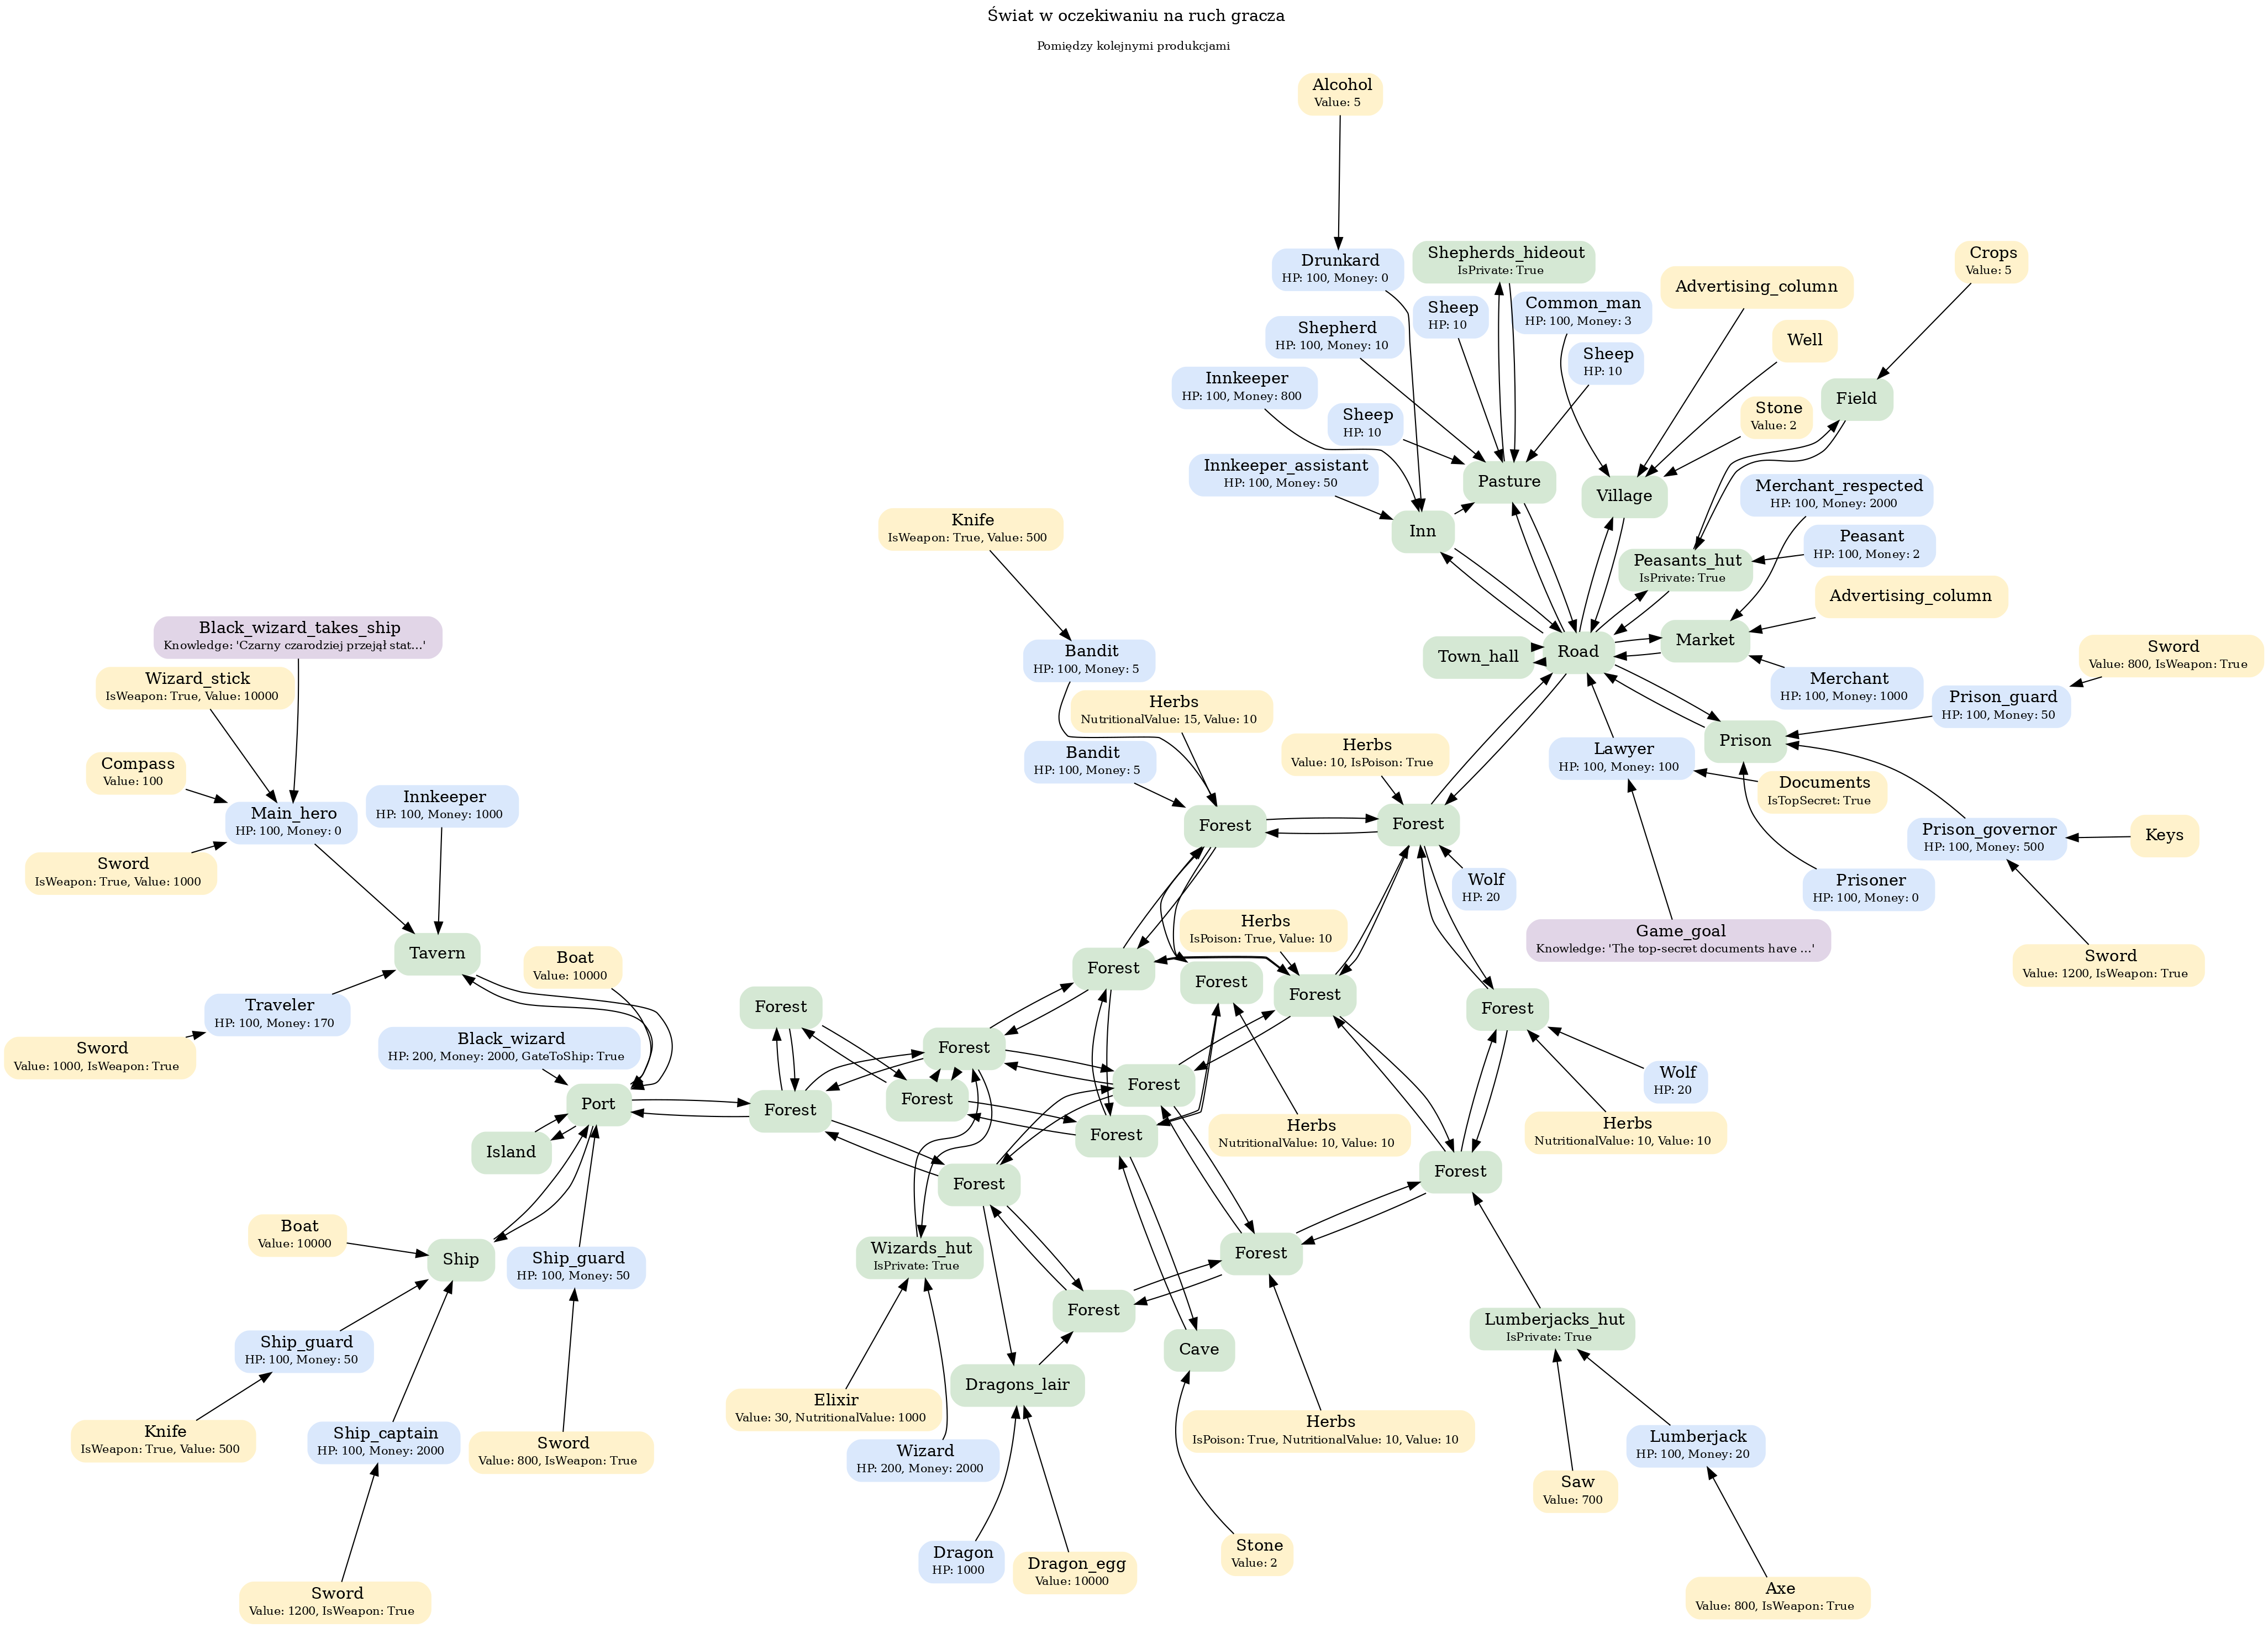 Świat w oczekiwaniu na ruch gracza
Pomiędzy kolejnymi produkcjami
Alcohol
Value: 5
Drunkard
HP: 100, Money: 0
Shepherds_hideout
IsPrivate: True
Crops
Value: 5
Advertising_column
Sheep
HP: 10
Common_man
HP: 100, Money: 3
Shepherd
HP: 100, Money: 10
Well
Sheep
HP: 10
Innkeeper
HP: 100, Money: 800
Field
Sheep
HP: 10
Stone
Value: 2
Innkeeper_assistant
HP: 100, Money: 50
Pasture
Village
Merchant_respected
HP: 100, Money: 2000
Knife
IsWeapon: True, Value: 500
Inn
Peasant
HP: 100, Money: 2
Peasants_hut
IsPrivate: True
Advertising_column
Black_wizard_takes_ship
Knowledge: 'Czarny czarodziej przejął stat...'
Bandit
HP: 100, Money: 5
Town_hall
Road
Market
Sword
Value: 800, IsWeapon: True
Wizard_stick
IsWeapon: True, Value: 10000
Merchant
HP: 100, Money: 1000
Prison_guard
HP: 100, Money: 50
Herbs
NutritionalValue: 15, Value: 10
Prison
Compass
Value: 100
Bandit
HP: 100, Money: 5
Herbs
Value: 10, IsPoison: True
Lawyer
HP: 100, Money: 100
Documents
IsTopSecret: True
Main_hero
HP: 100, Money: 0
Innkeeper
HP: 100, Money: 1000
Forest
Forest
Prison_governor
HP: 100, Money: 500
Keys
Sword
IsWeapon: True, Value: 1000
Wolf
HP: 20
Prisoner
HP: 100, Money: 0
Herbs
IsPoison: True, Value: 10
Game_goal
Knowledge: 'The top-secret documents have ...'
Tavern
Boat
Value: 10000
Forest
Forest
Forest
Sword
Value: 1200, IsWeapon: True
Traveler
HP: 100, Money: 170
Forest
Forest
Sword
Value: 1000, IsWeapon: True
Black_wizard
HP: 200, Money: 2000, GateToShip: True
Forest
Forest
Wolf
HP: 20
Port
Forest
Forest
Forest
Herbs
NutritionalValue: 10, Value: 10
Herbs
NutritionalValue: 10, Value: 10
Island
Forest
Forest
Forest
Boat
Value: 10000
Ship
Ship_guard
HP: 100, Money: 50
Wizards_hut
IsPrivate: True
Forest
Forest
Lumberjacks_hut
IsPrivate: True
Ship_guard
HP: 100, Money: 50
Cave
Dragons_lair
Elixir
Value: 30, NutritionalValue: 1000
Herbs
IsPoison: True, NutritionalValue: 10, Value: 10
Knife
IsWeapon: True, Value: 500
Ship_captain
HP: 100, Money: 2000
Sword
Value: 800, IsWeapon: True
Wizard
HP: 200, Money: 2000
Lumberjack
HP: 100, Money: 20
Saw
Value: 700
Dragon
HP: 1000
Dragon_egg
Value: 10000
Stone
Value: 2
Sword
Value: 1200, IsWeapon: True
Axe
Value: 800, IsWeapon: True